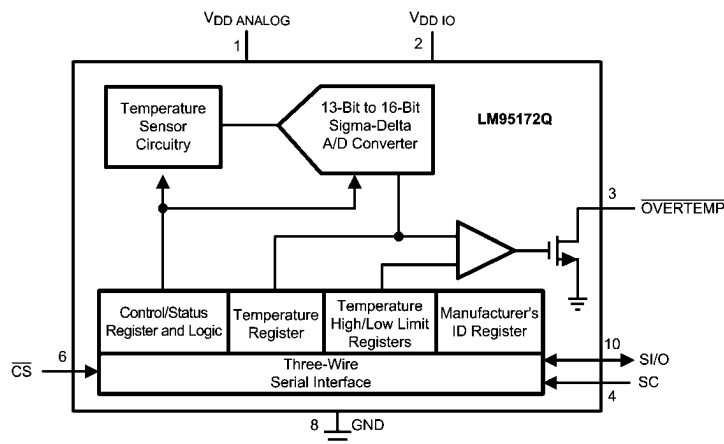 VDD ANALOG
VDD IO
1
2
Temperature
Sensor
Circuitry
13-Bit to 16-Bit
Sigma-Delta
A/D Converter
LM95172Q
3
OVERTEMP
Control/Status
Register and Logic
Temperature
Register
Temperature
High/Low Limit
Registers
Manufacturer's
ID Register
6
CS
Three-Wire
Serial Interface
10
SI/O
SC
4
8
GND